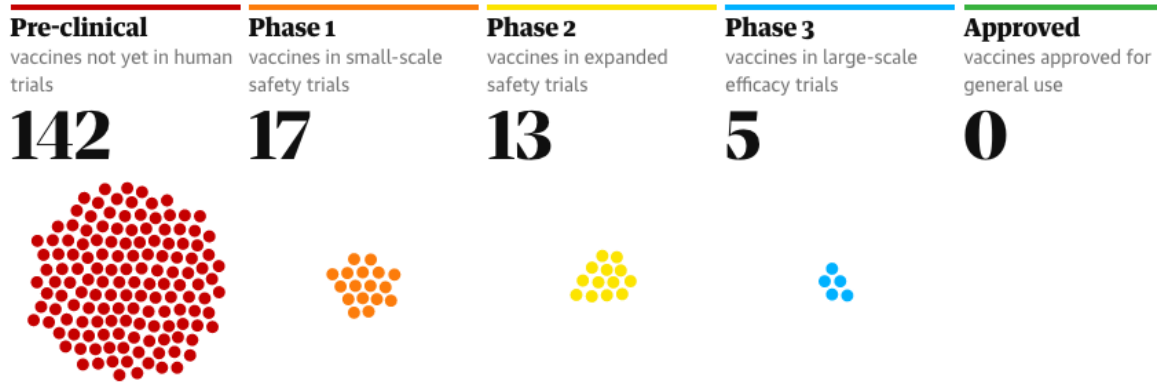 Pre-clinical
vaccines not yet in human
trials
142
Phase 1
vaccines in small-scale
safety trials
17
Phase 2
vaccines in expanded
safety trials
13
Phase 3
vaccines in large-scale
efficacy trials
5
Approved
vaccines approved for
general use
0